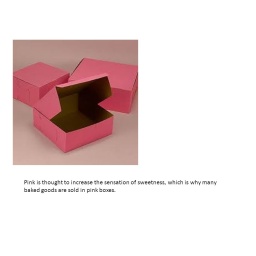 Pink is thought to increase the sensation of sweetness, which is why many
baked goods are sold in pink boxes.